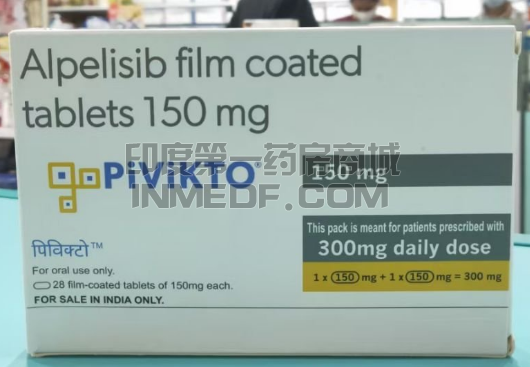 Alpelisib film coated
tablets 150 mg
印度第一药房商城
PiViKTO®
150 mg
INMEDF.COM
This pack is meant for patients prescribed with
300mg daily dose
पिविक्टो™
1 x 150 mg + 1 x 150 mg = 300 mg
For oral use only.
28 film-coated tablets of 150mg each.
FOR SALE IN INDIA ONLY.